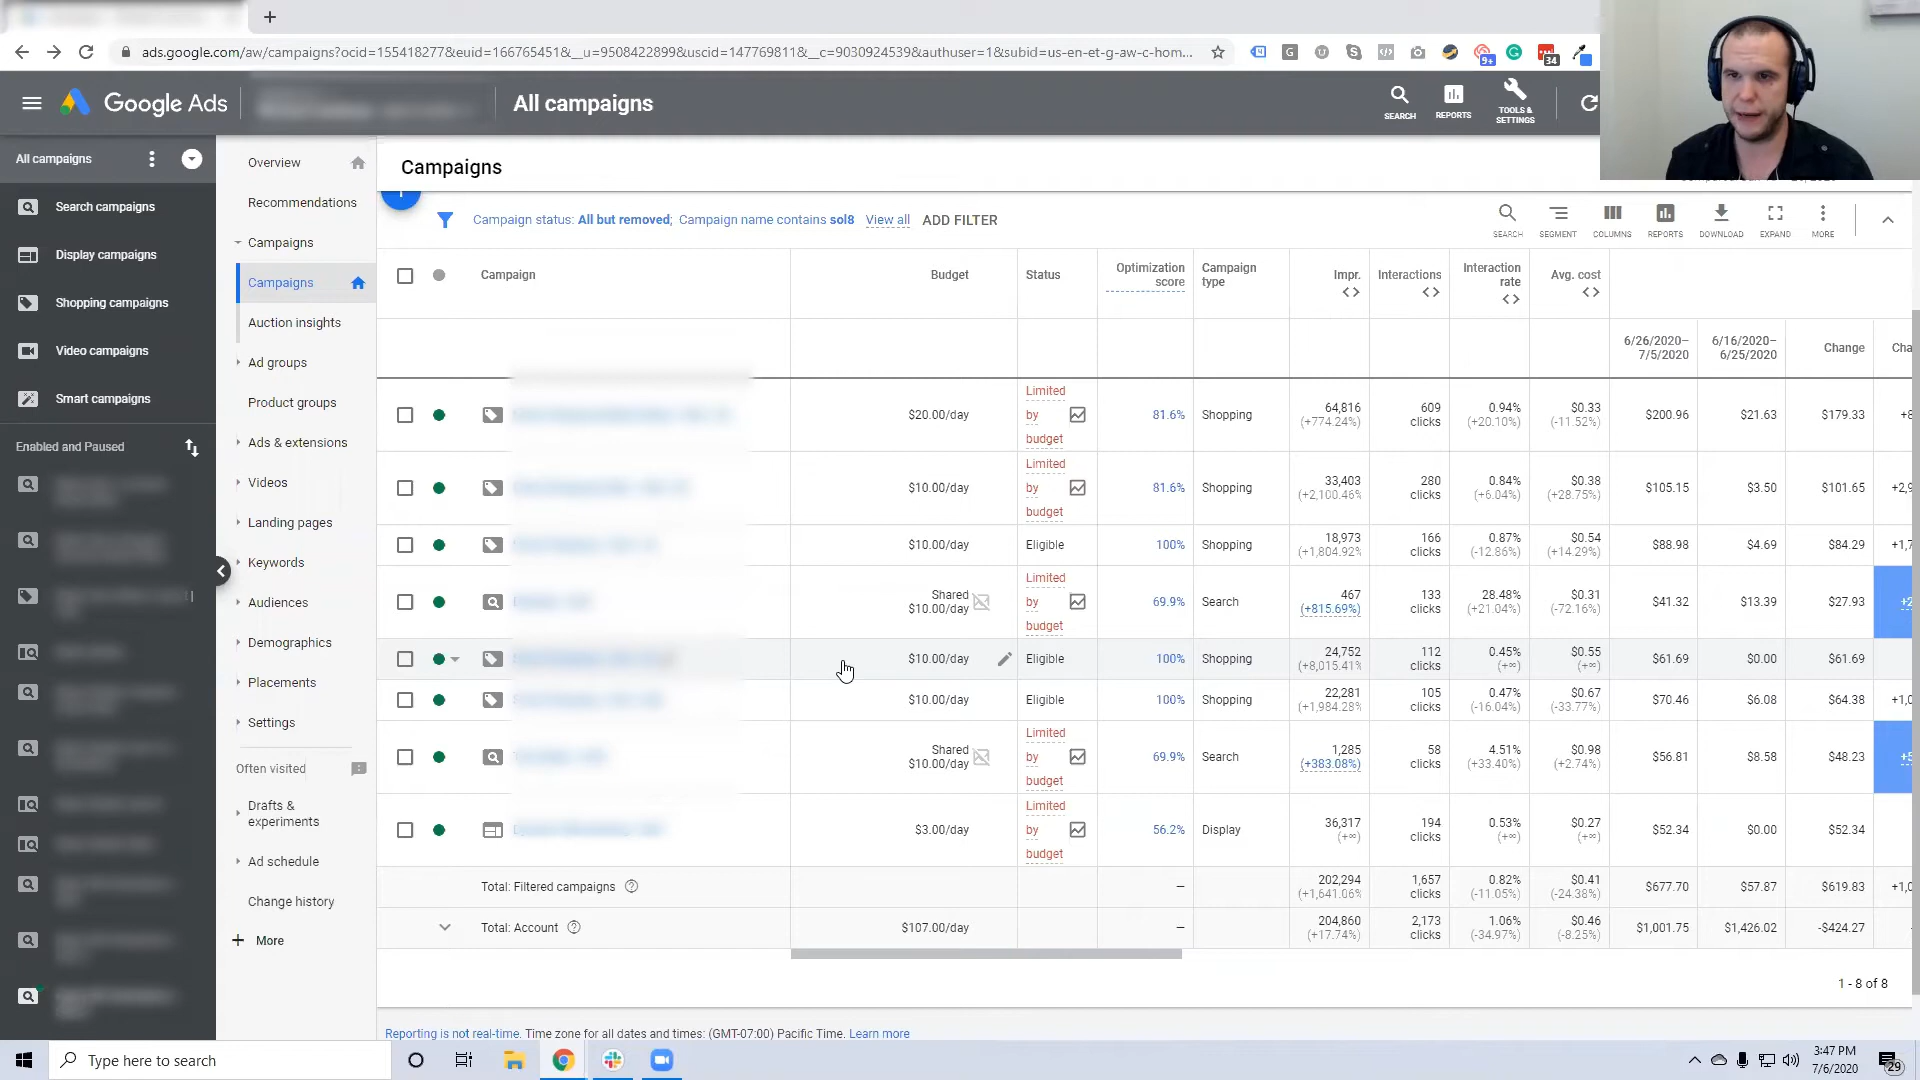 ads.google.com/aw/campaigns?ocid=155418277&euid=166765451&__u=9508422899&uscid=147769811&__c=9030924539&authuser=1&subid=us-en-et-g-aw-c-hom...
9+
34
Google Ads
All campaigns
SEARCH
REPORTS
TOOLS & SETTINGS
All campaigns
Search campaigns
Display campaigns
Shopping campaigns
Video campaigns
Smart campaigns
Enabled and Paused
Overview
Recommendations
Campaigns
Campaigns
Auction insights
Ad groups
Product groups
Ads & extensions
Videos
Landing pages
Keywords
Audiences
Demographics
Placements
Settings
Often visited
Drafts & experiments
Ad schedule
Change history
More
Campaigns
Campaign status: All but removed; Campaign name contains sol8 View all ADD FILTER
SEARCH SEGMENT COLUMNS REPORTS DOWNLOAD EXPAND MORE
Campaign Budget Status Optimization score Campaign type Impr. Interactions Interaction rate Avg. cost
6/26/2020–7/5/2020 6/16/2020–6/25/2020 Change Cha
$20.00/day Limited by budget 81.6% Shopping 64,816 (+774.24%) 609 clicks 0.94% (+20.10%) $0.33 (-11.52%) $200.96 $21.63 $179.33 +8
$10.00/day Limited by budget 81.6% Shopping 33,403 (+2,100.46% 280 clicks 0.84% (+6.04%) $0.38 (+28.75%) $105.15 $3.50 $101.65 +2,9
$10.00/day Eligible 100% Shopping 18,973 (+1,804.92% 166 clicks 0.87% (-12.86%) $0.54 (+14.29%) $88.98 $4.69 $84.29 +1,7
Shared $10.00/day Limited by budget 69.9% Search 467 (+815.69%) 133 clicks 28.48% (+21.04%) $0.31 (-72.16%) $41.32 $13.39 $27.93 +2
$10.00/day Eligible 100% Shopping 24,752 (+8,015.41% 112 clicks 0.45% (+∞) $0.55 (+∞) $61.69 $0.00 $61.69
$10.00/day Eligible 100% Shopping 22,281 (+1,984.28% 105 clicks 0.47% (-16.04%) $0.67 (-33.77%) $70.46 $6.08 $64.38 +1,0
Shared $10.00/day Limited by budget 69.9% Search 1,285 (+383.08%) 58 clicks 4.51% (+33.40%) $0.98 (+2.74%) $56.81 $8.58 $48.23 +5
$3.00/day Limited by budget 56.2% Display 36,317 (+∞) 194 clicks 0.53% (+∞) $0.27 (+∞) $52.34 $0.00 $52.34
Total: Filtered campaigns – 202,294 (+1,641.06% 1,657 clicks 0.82% (-11.05%) $0.41 (-24.38%) $677.70 $57.87 $619.83 +1,0
Total: Account $107.00/day – 204,860 (+17.74%) 2,173 clicks 1.06% (-34.97%) $0.46 (-8.25%) $1,001.75 $1,426.02 -$424.27 -
1 - 8 of 8
Reporting is not real-time. Time zone for all dates and times: (GMT-07:00) Pacific Time. Learn more
Type here to search
3:47 PM
7/6/2020
29